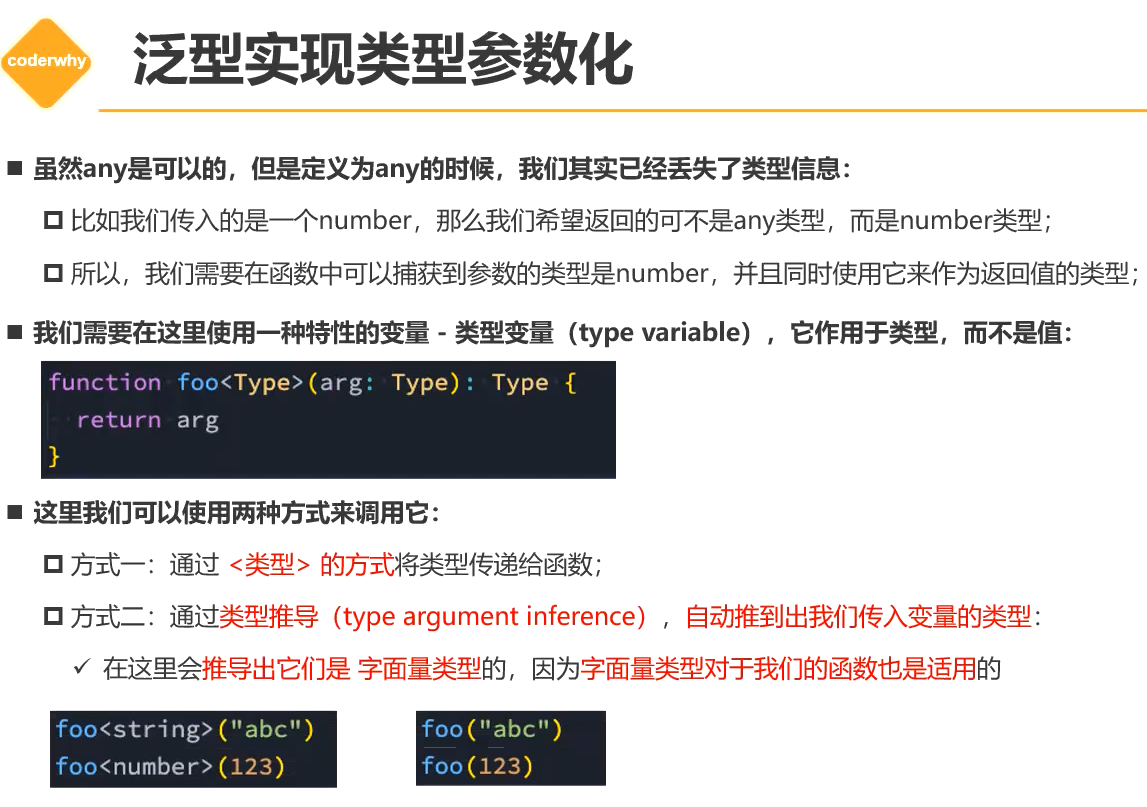 coderwhy
泛型实现类型参数化
虽然any是可以的，但是定义为any的时候，我们其实已经丢失了类型信息：
比如我们传入的是一个number，那么我们希望返回的可不是any类型，而是number类型；
所以，我们需要在函数中可以捕获到参数的类型是number，并且同时使用它来作为返回值的类型；
我们需要在这里使用一种特性的变量 - 类型变量（type variable），它作用于类型，而不是值：
function foo<Type>(arg: Type): Type {
  return arg
}
这里我们可以使用两种方式来调用它：
方式一：通过 <类型> 的方式将类型传递给函数；
方式二：通过类型推导（type argument inference），自动推到出我们传入变量的类型：
在这里会推导出它们是 字面量类型的，因为字面量类型对于我们的函数也是适用的
foo<string>("abc")
foo<number>(123)
foo("abc")
foo(123)